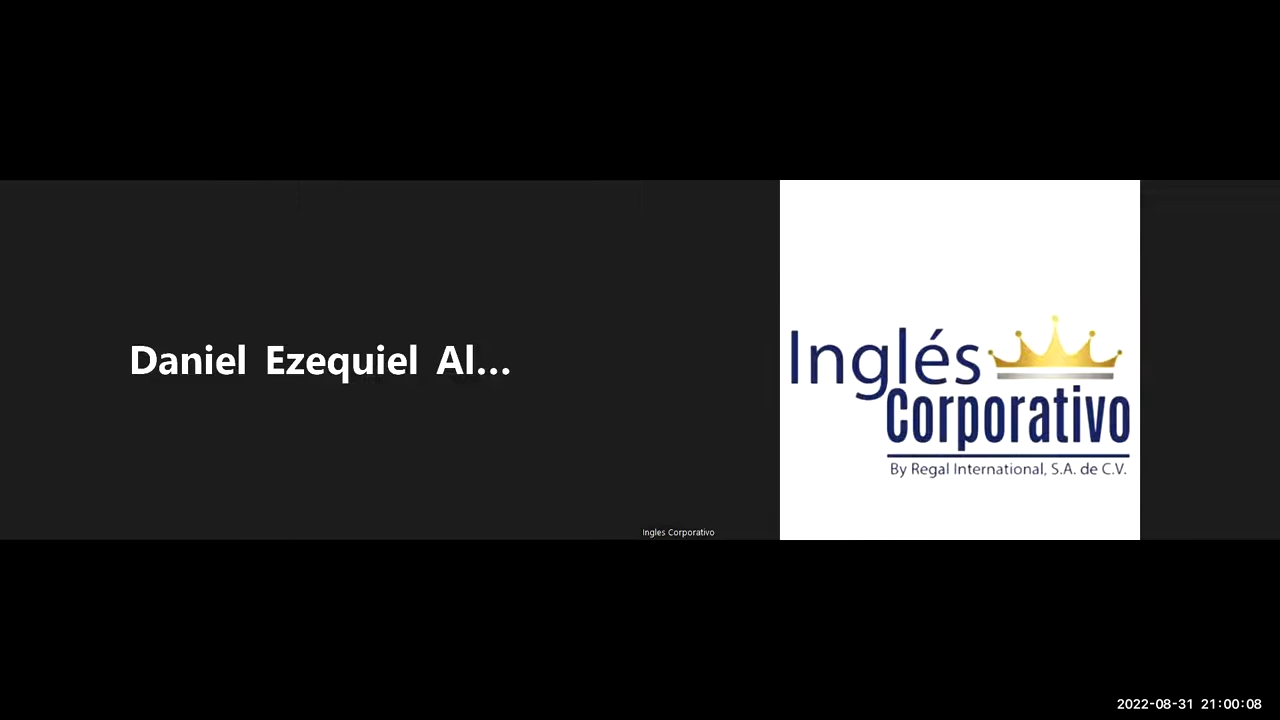 Daniel Ezequiel Al...
Inglés
Corporativo
By Regal International, S.A. de C.V.
Ingles Corporativo
2022-08-31 21:00:08